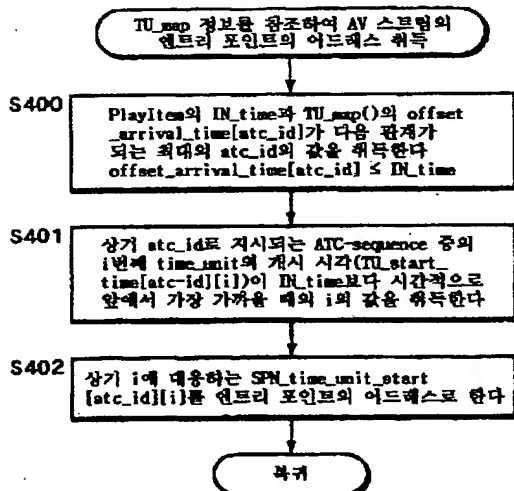 TU_map 정보를 참조하여 AV 스트림의
엔트리 포인트의 어드레스 취득
S400
PlayItem의 IN_time과 TU_map()의 offset
_arrival_time[atc_id]가 다음 관계가
되는 최대의 atc_id의 값을 취득한다
offset_arrival_time[atc_id] ≤ IN_time
S401
상기 atc_id로 지시되는 ATC-sequence 중의
i번째 time_unit의 개시 시각(TU_start_
time[atc-id][i])이 IN_time보다 시간적으로
앞에서 가장 가까울 때의 i의 값을 취득한다
S402
상기 i에 대응하는 SPN_time_unit_start
[atc_id][i]를 엔트리 포인트의 어드레스로 한다
복귀